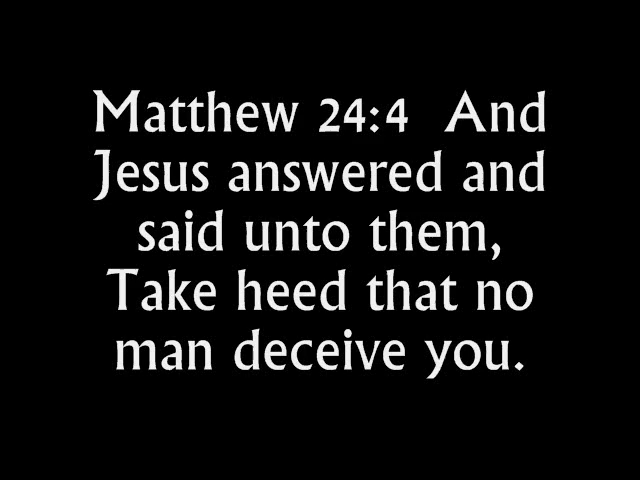 Matthew 24:4  And
Jesus answered and
said unto them,
Take heed that no
man deceive you.